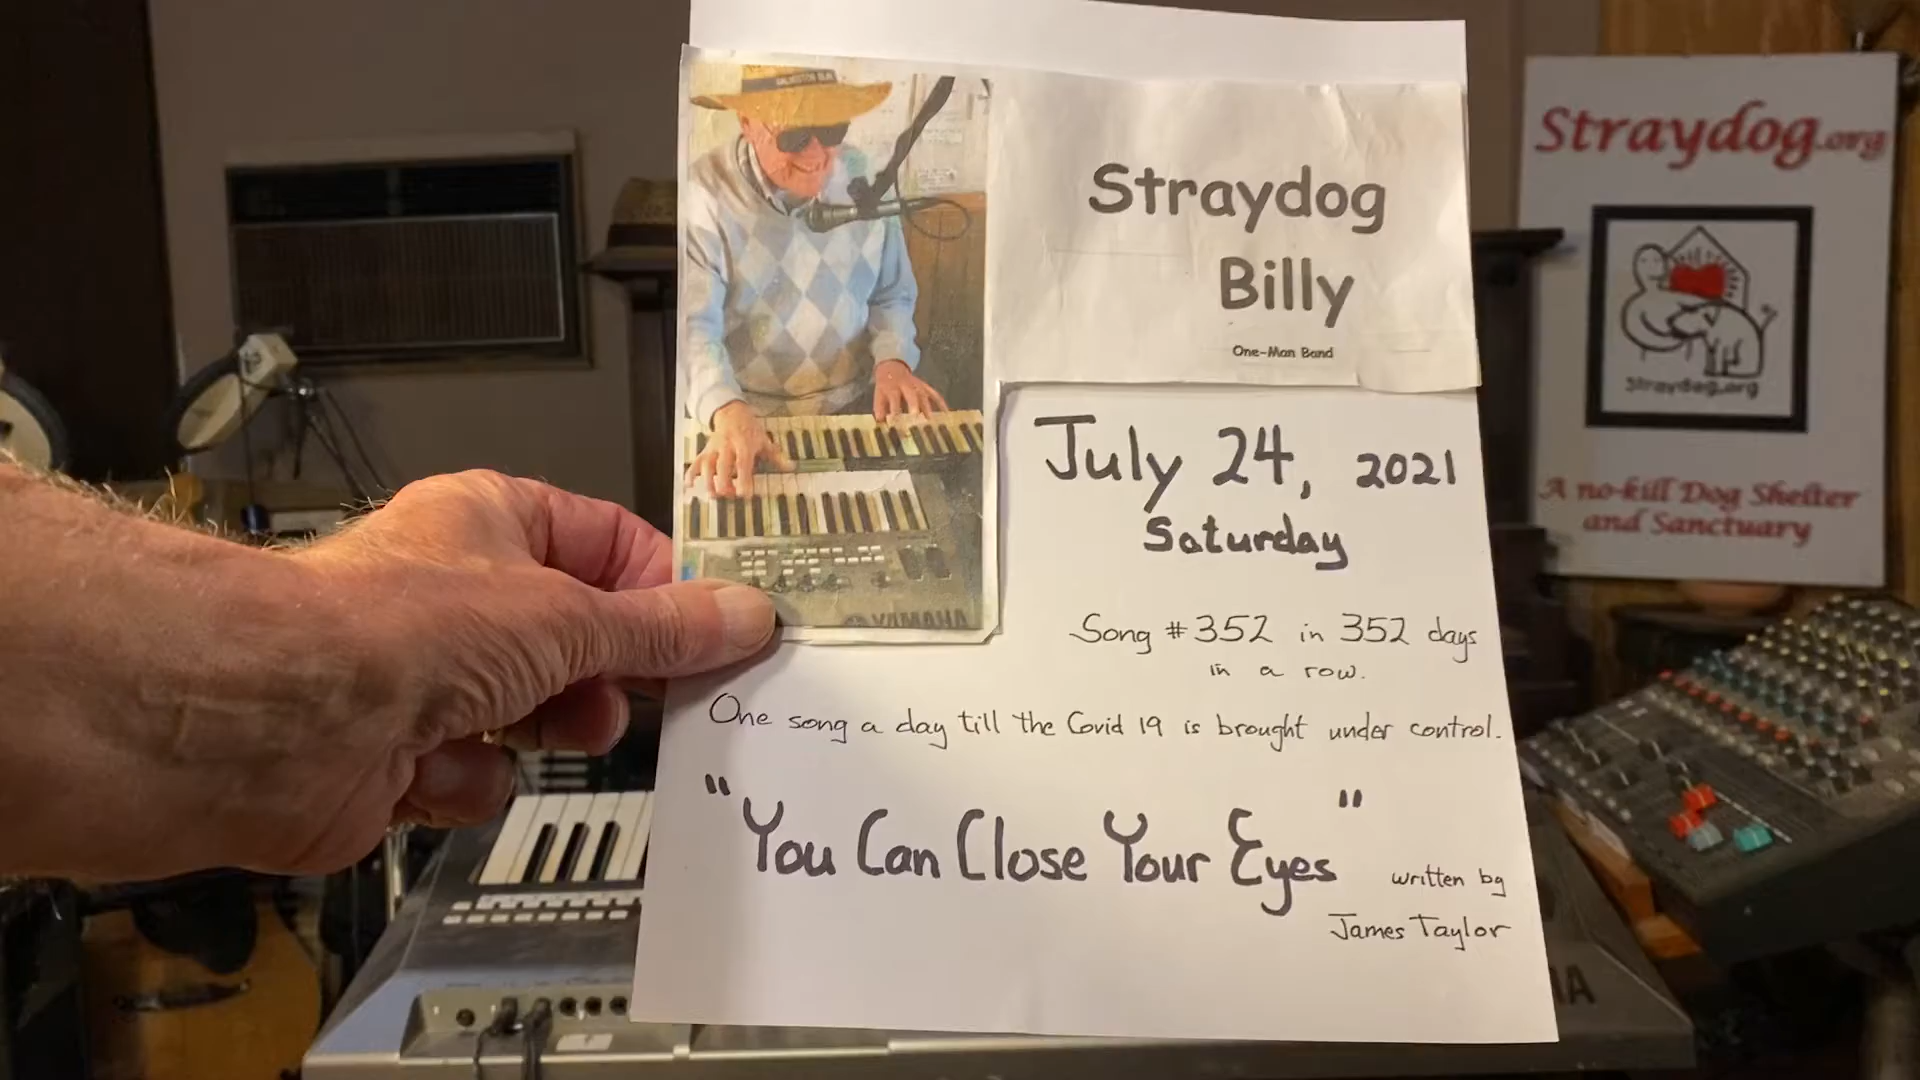 Straydog
Billy
One-Man Band
July 24, 2021
Saturday
Song #352 in 352 days
in a row.
One song a day till the Covid 19 is brought under control.
"You Can Close Your Eyes"
written by
James Taylor
YAMAHA
Straydog.org
Straydog.org
A no-kill Dog Shelter
and Sanctuary